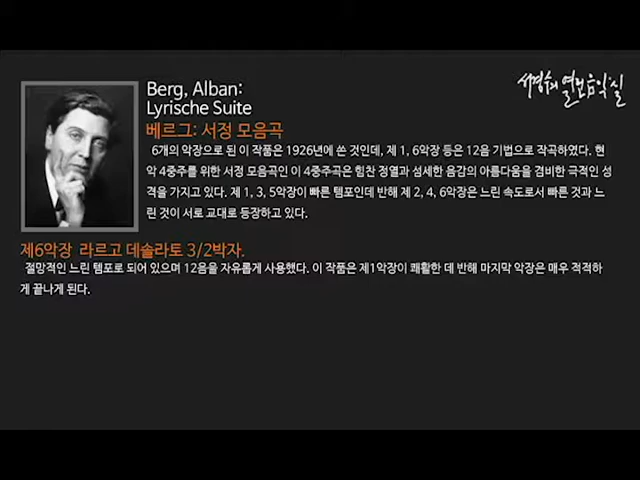 서경수의 열린음악실
Berg, Alban:
Lyrische Suite
베르그: 서정 모음곡
6개의 악장으로 된 이 작품은 1926년에 쓴 것인데, 제 1, 6악장 등은 12음 기법으로 작곡하였다. 현
악 4중주를 위한 서정 모음곡인 이 4중주곡은 힘찬 정열과 섬세한 음감의 아름다움을 겸비한 극적인 성
격을 가지고 있다. 제 1, 3, 5악장이 빠른 템포인데 반해 제 2, 4, 6악장은 느린 속도로서 빠른 것과 느
린 것이 서로 교대로 등장하고 있다.
제6악장 라르고 데솔라토 3/2박자.
절망적인 느린 템포로 되어 있으며 12음을 자유롭게 사용했다. 이 작품은 제1악장이 쾌활한 데 반해 마지막 악장은 매우 적적하
게 끝나게 된다.